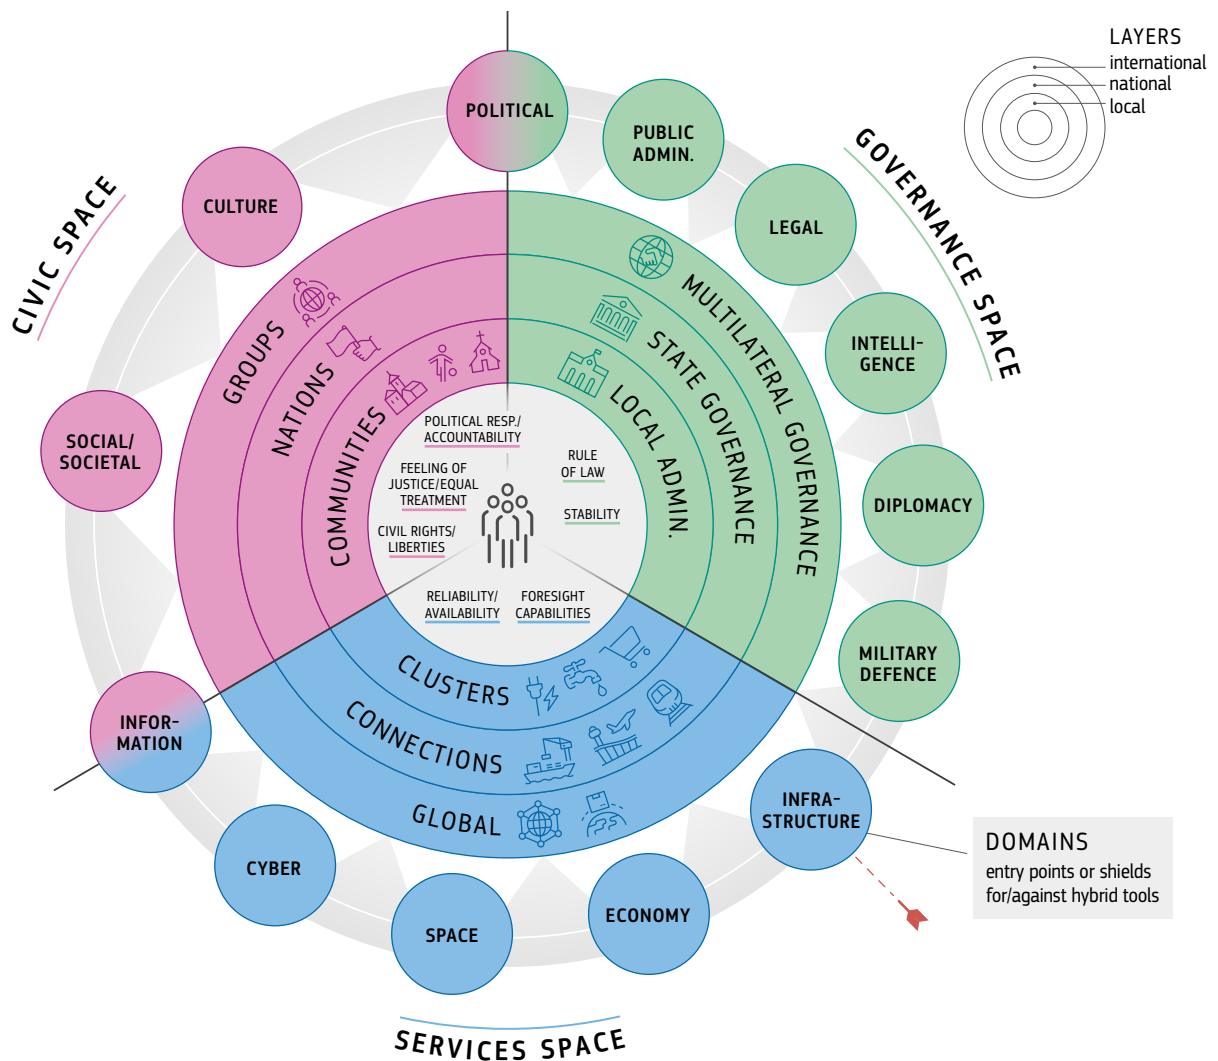 LAYERS
international
national
local
CIVIC SPACE
GOVERNANCE SPACE
SERVICES SPACE
POLITICAL
PUBLIC
ADMIN.
LEGAL
INTELLI-
GENCE
DIPLOMACY
MILITARY
DEFENCE
INFRA-
STRUCTURE
ECONOMY
SPACE
CYBER
INFOR-
MATION
SOCIAL/
SOCIETAL
CULTURE
GROUPS
NATIONS
COMMUNITIES
MULTILATERAL GOVERNANCE
STATE GOVERNANCE
LOCAL ADMIN.
POLITICAL RESP./
ACCOUNTABILITY
FEELING OF
JUSTICE/EQUAL
TREATMENT
CIVIL RIGHTS/
LIBERTIES
RULE
OF LAW
STABILITY
RELIABILITY/
AVAILABILITY
FORESIGHT
CAPABILITIES
CLUSTERS
CONNECTIONS
GLOBAL
DOMAINS
entry points or shields
for/against hybrid tools